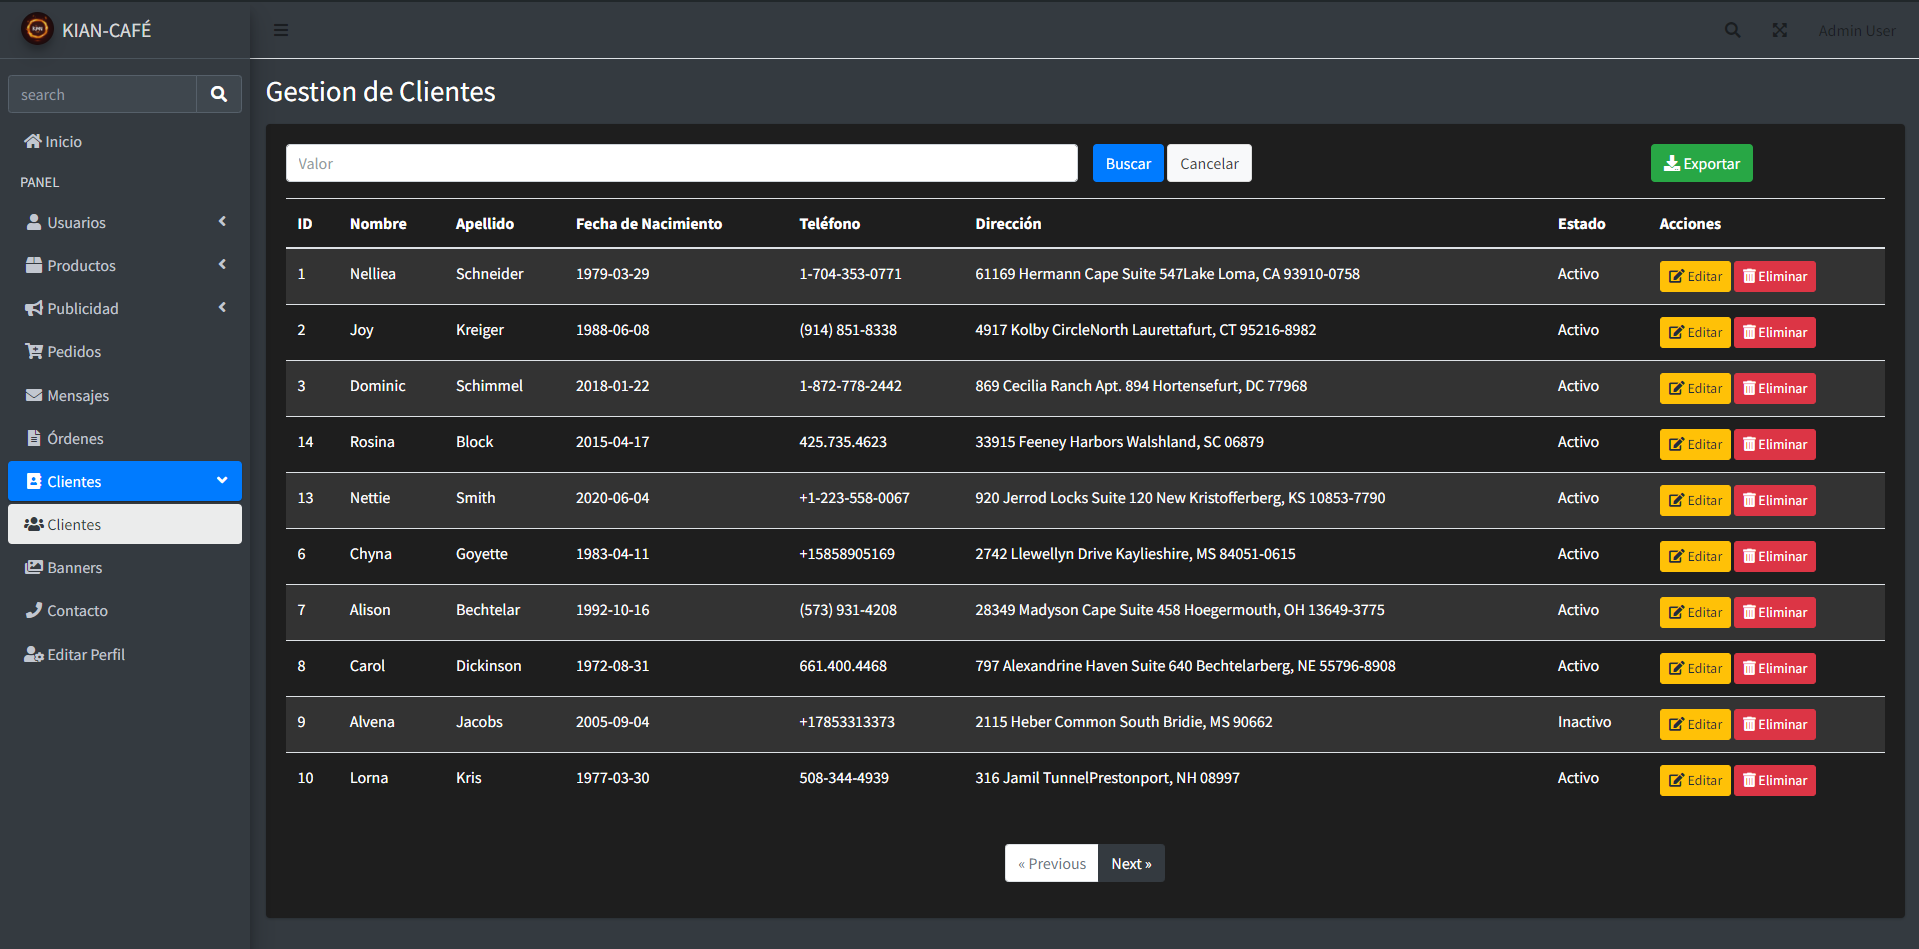 KIAN-CAFÉ
Admin User
search
Inicio
PANEL
Usuarios
Productos
Publicidad
Pedidos
Mensajes
Órdenes
Clientes
Clientes
Banners
Contacto
Editar Perfil
Gestion de Clientes
Valor Buscar Cancelar Exportar
ID Nombre Apellido Fecha de Nacimiento Teléfono Dirección Estado Acciones
1 Nelliea Schneider 1979-03-29 1-704-353-0771 61169 Hermann Cape Suite 547Lake Loma, CA 93910-0758 Activo Editar Eliminar
2 Joy Kreiger 1988-06-08 (914) 851-8338 4917 Kolby CircleNorth Laurettafurt, CT 95216-8982 Activo Editar Eliminar
3 Dominic Schimmel 2018-01-22 1-872-778-2442 869 Cecilia Ranch Apt. 894 Hortensefurt, DC 77968 Activo Editar Eliminar
14 Rosina Block 2015-04-17 425.735.4623 33915 Feeney Harbors Walshland, SC 06879 Activo Editar Eliminar
13 Nettie Smith 2020-06-04 +1-223-558-0067 920 Jerrod Locks Suite 120 New Kristofferberg, KS 10853-7790 Activo Editar Eliminar
6 Chyna Goyette 1983-04-11 +15858905169 2742 Llewellyn Drive Kaylieshire, MS 84051-0615 Activo Editar Eliminar
7 Alison Bechtelar 1992-10-16 (573) 931-4208 28349 Madyson Cape Suite 458 Hoegermouth, OH 13649-3775 Activo Editar Eliminar
8 Carol Dickinson 1972-08-31 661.400.4468 797 Alexandrine Haven Suite 640 Bechtelarberg, NE 55796-8908 Activo Editar Eliminar
9 Alvena Jacobs 2005-09-04 +17853313373 2115 Heber Common South Bridie, MS 90662 Inactivo Editar Eliminar
10 Lorna Kris 1977-03-30 508-344-4939 316 Jamil TunnelPrestonport, NH 08997 Activo Editar Eliminar
« Previous Next »